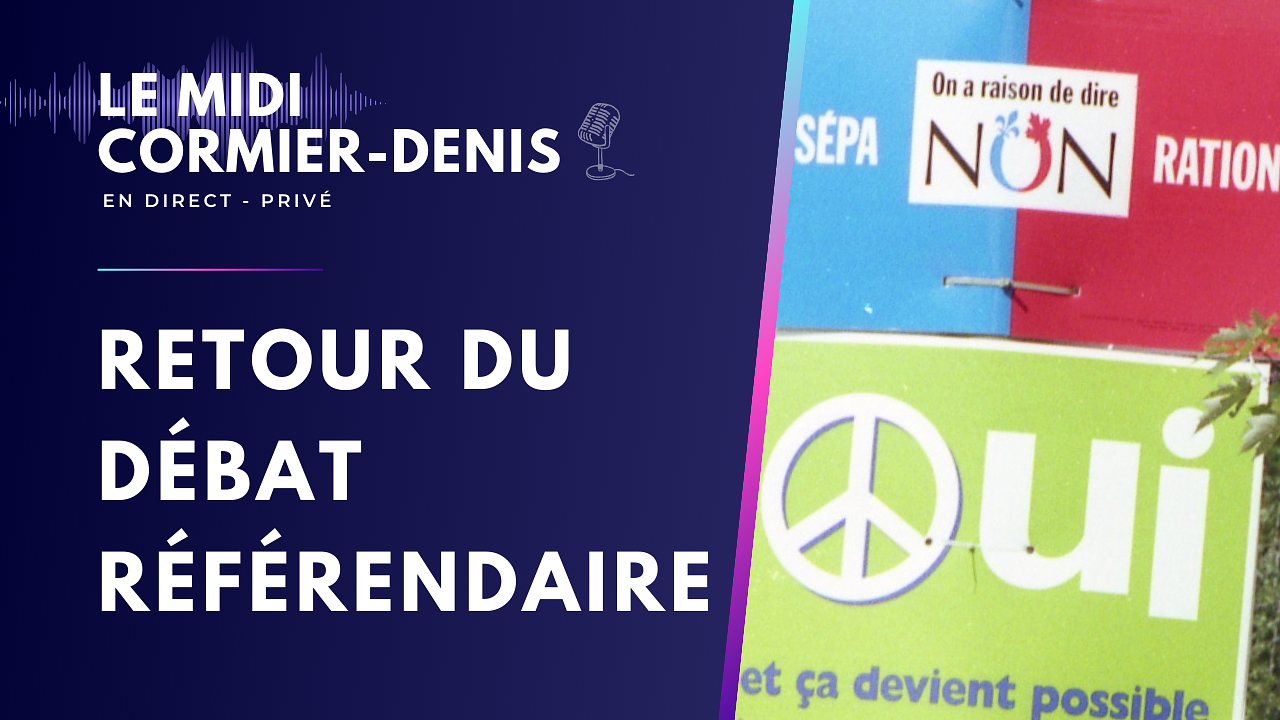 LE MIDI
CORMIER-DENIS
EN DIRECT - PRIVÉ
RETOUR DU
DÉBAT
RÉFÉRENDAIRE
On a raison de dire
SÉPA NON RATION
Oui
et ça devient possible